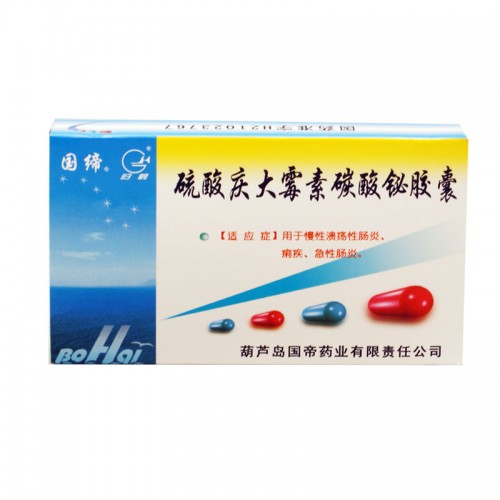 国药准字H21023767
国缔
硫酸庆大霉素碳酸铋胶囊
【适应症】用于慢性溃疡性肠炎、
痢疾、急性肠炎。
BoHai
葫芦岛国帝药业有限责任公司